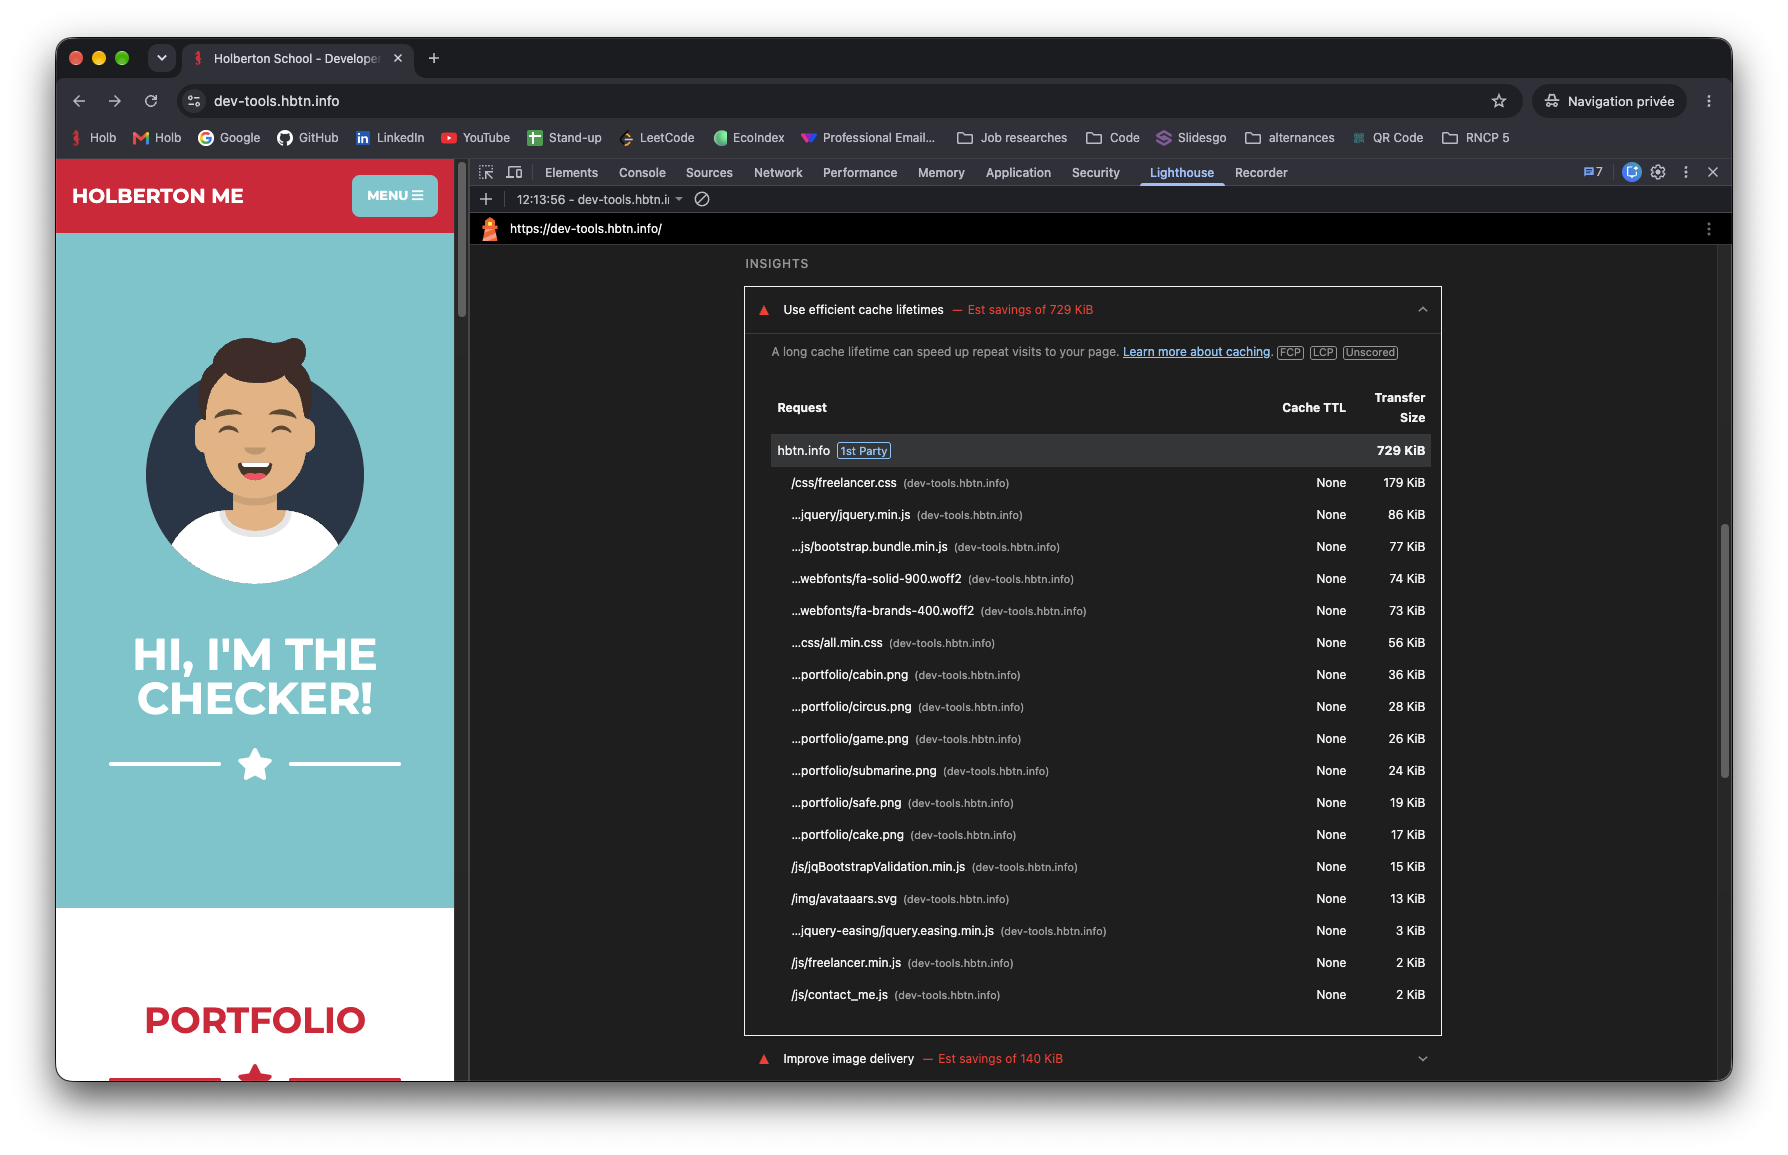 Holberton School - Developer
dev-tools.hbtn.info
Navigation privée
Holb Holb Google GitHub LinkedIn YouTube Stand-up LeetCode EcoIndex Professional Email... Job researches Code Slidesgo alternances QR Code RNCP 5
HOLBERTON ME
MENU
HI, I'M THE
CHECKER!
PORTFOLIO
Elements Console Sources Network Performance Memory Application Security Lighthouse Recorder 7
12:13:56 - dev-tools.hbtn.i
https://dev-tools.hbtn.info/
INSIGHTS
Use efficient cache lifetimes — Est savings of 729 KiB
A long cache lifetime can speed up repeat visits to your page. Learn more about caching. FCP LCP Unscored
Request Cache TTL Transfer
Size
hbtn.info 1st Party 729 KiB
/css/freelancer.css (dev-tools.hbtn.info) None 179 KiB
...jquery/jquery.min.js (dev-tools.hbtn.info) None 86 KiB
...js/bootstrap.bundle.min.js (dev-tools.hbtn.info) None 77 KiB
...webfonts/fa-solid-900.woff2 (dev-tools.hbtn.info) None 74 KiB
...webfonts/fa-brands-400.woff2 (dev-tools.hbtn.info) None 73 KiB
...css/all.min.css (dev-tools.hbtn.info) None 56 KiB
...portfolio/cabin.png (dev-tools.hbtn.info) None 36 KiB
...portfolio/circus.png (dev-tools.hbtn.info) None 28 KiB
...portfolio/game.png (dev-tools.hbtn.info) None 26 KiB
...portfolio/submarine.png (dev-tools.hbtn.info) None 24 KiB
...portfolio/safe.png (dev-tools.hbtn.info) None 19 KiB
...portfolio/cake.png (dev-tools.hbtn.info) None 17 KiB
/js/jqBootstrapValidation.min.js (dev-tools.hbtn.info) None 15 KiB
/img/avataaars.svg (dev-tools.hbtn.info) None 13 KiB
...jquery-easing/jquery.easing.min.js (dev-tools.hbtn.info) None 3 KiB
/js/freelancer.min.js (dev-tools.hbtn.info) None 2 KiB
/js/contact_me.js (dev-tools.hbtn.info) None 2 KiB
Improve image delivery — Est savings of 140 KiB